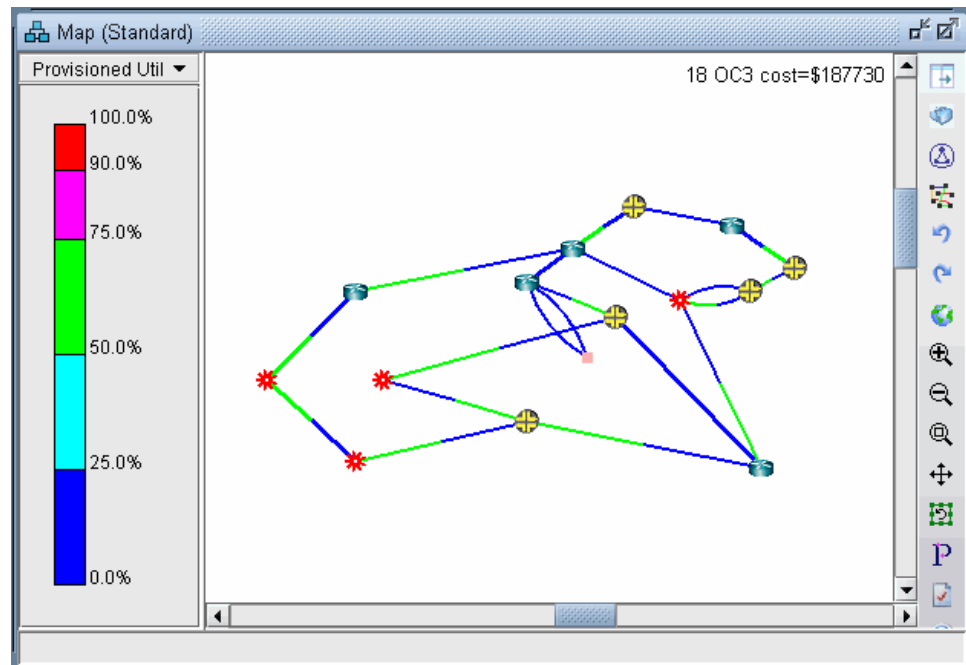 Map (Standard)
Provisioned Util
18 OC3 cost=$187730
100.0%
90.0%
75.0%
50.0%
25.0%
0.0%